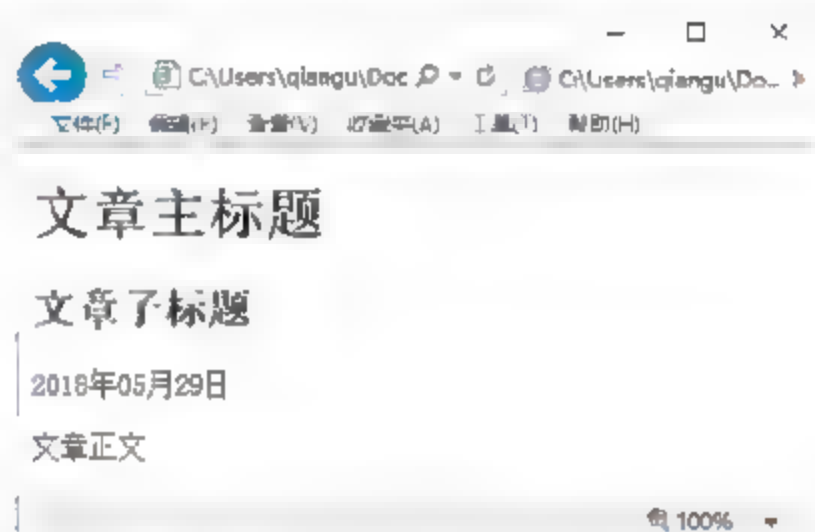 C:\Users\qiangu\Doc C:\Users\qiangu\Do...
文件(F) 编辑(E) 查看(V) 收藏夹(A) 工具(T) 帮助(H)
文章主标题
文章子标题
2018年05月29日
文章正文
100%